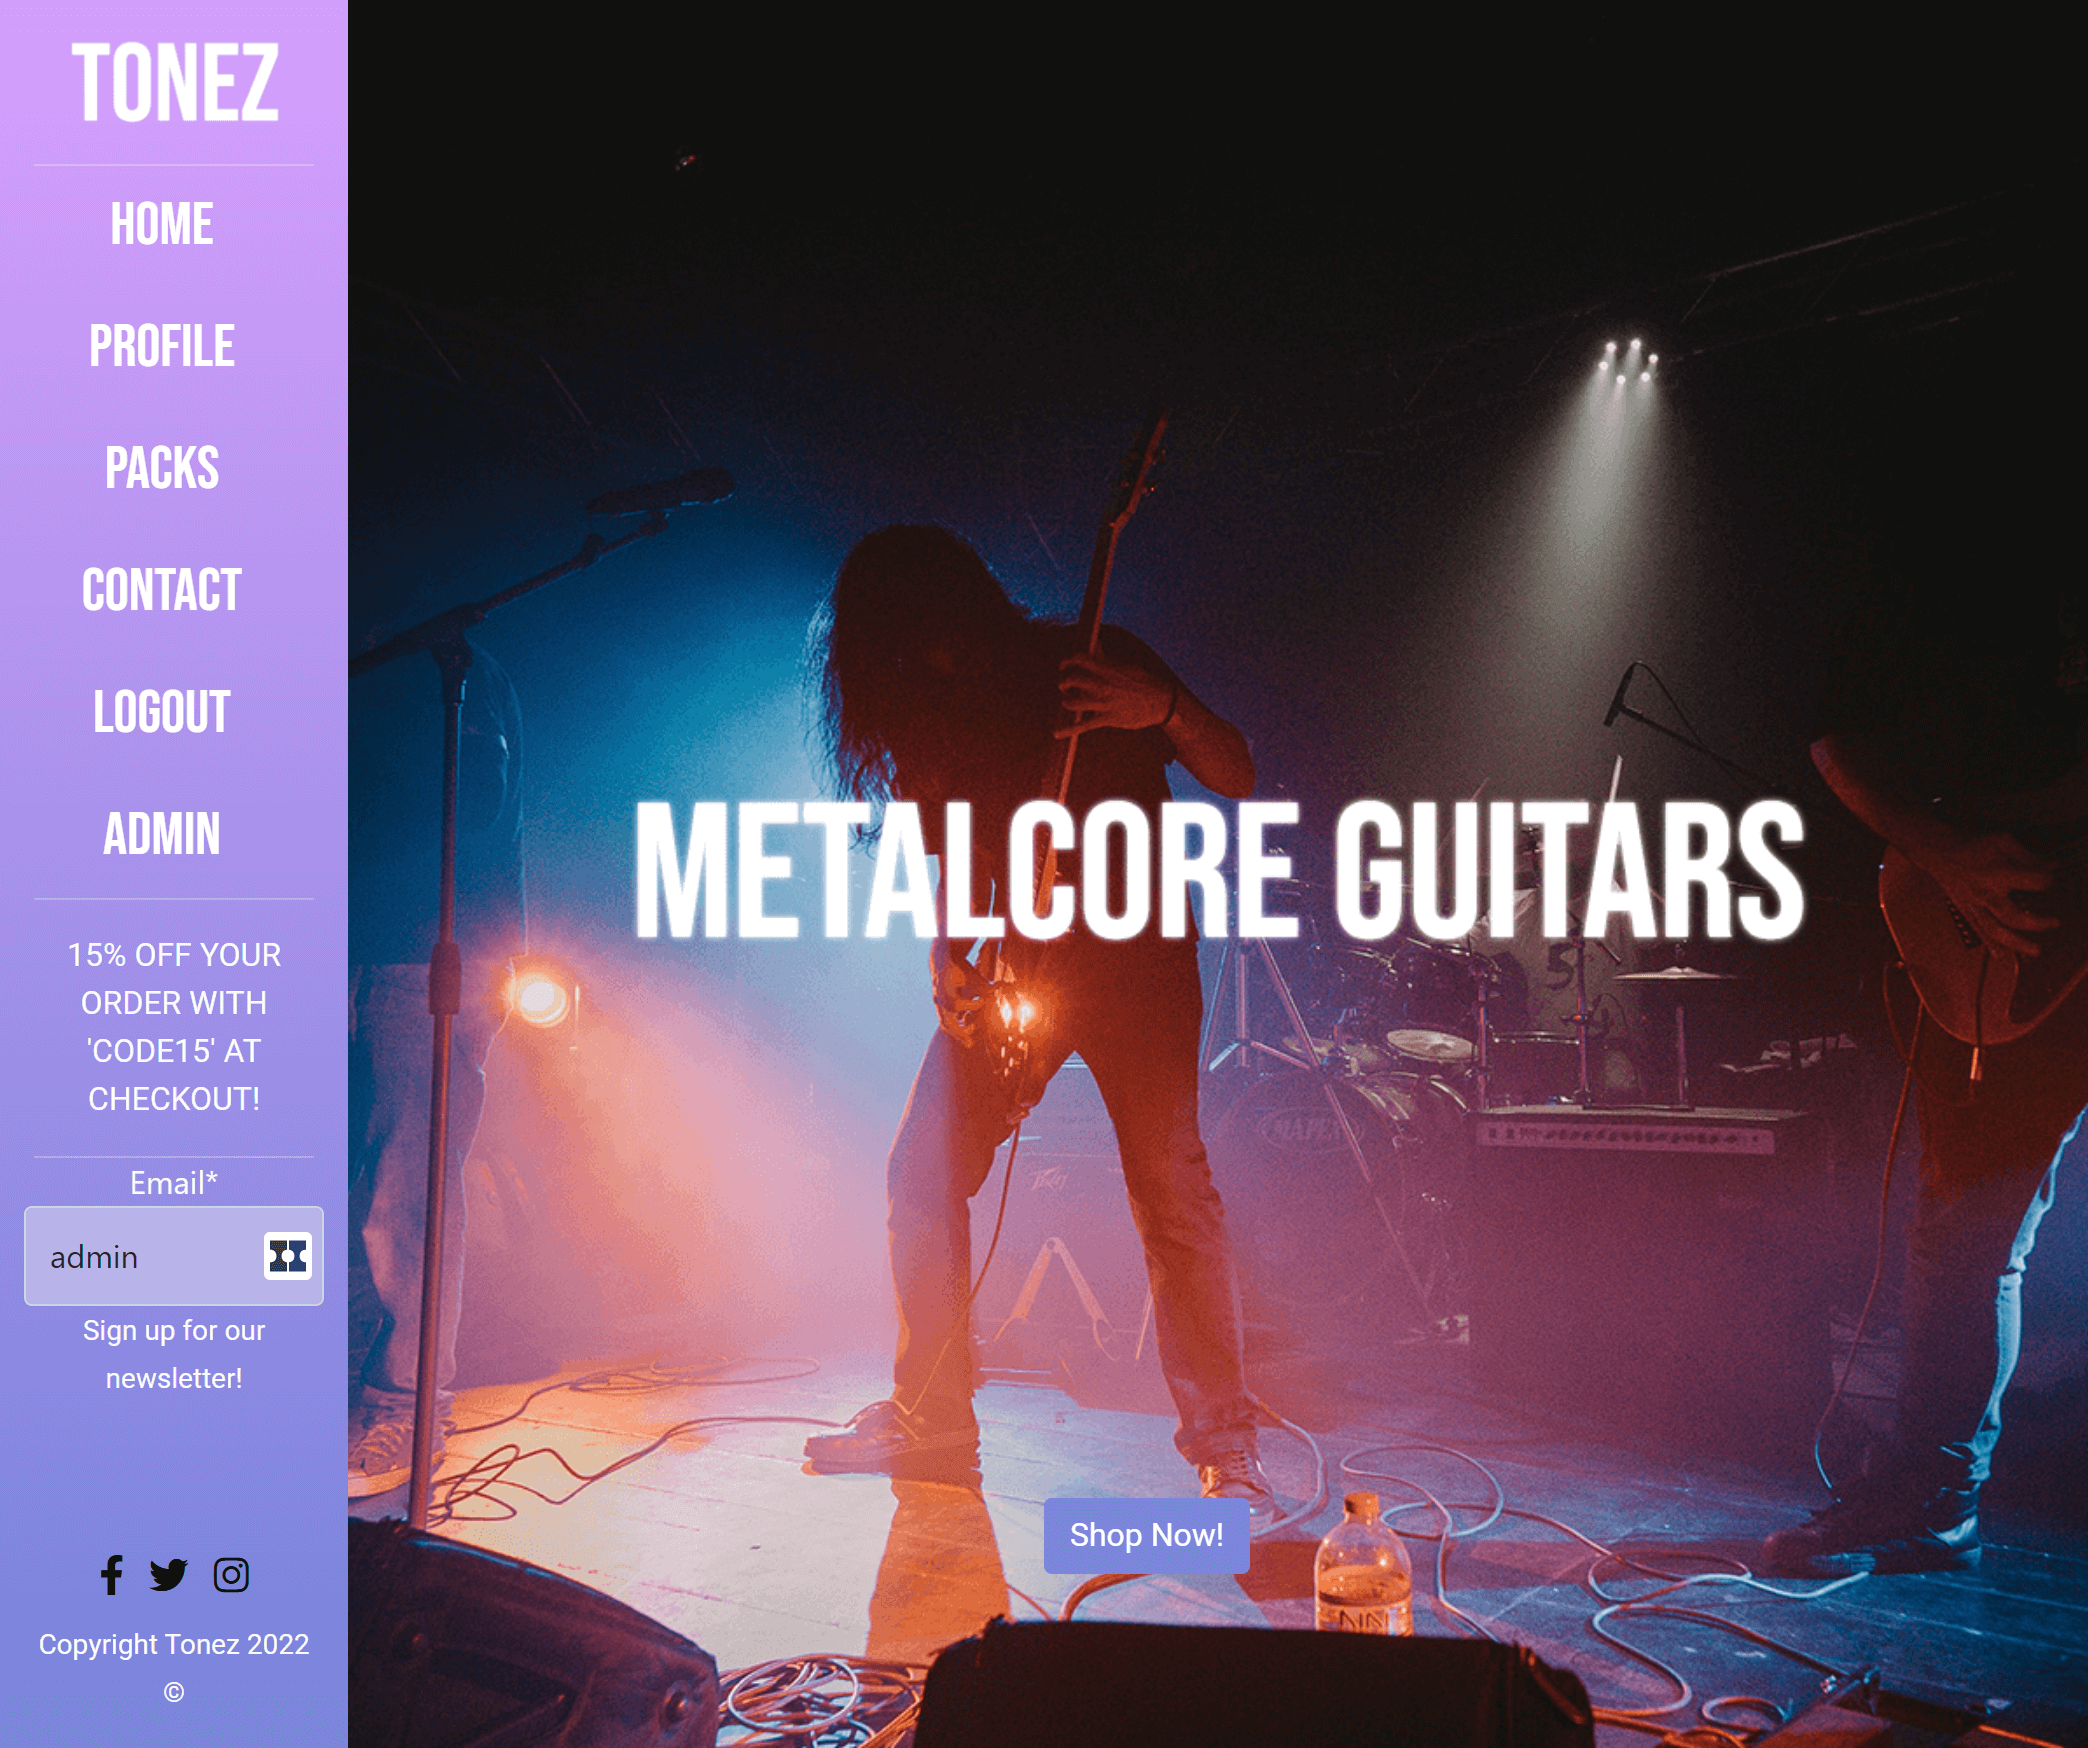 TONEZ
HOME
PROFILE
PACKS
CONTACT
LOGOUT
ADMIN
15% OFF YOUR
ORDER WITH
'CODE15' AT
CHECKOUT!
Email*
admin
Sign up for our
newsletter!
Copyright Tonez 2022
©
METALCORE GUITARS
MAPEX
Shop Now!